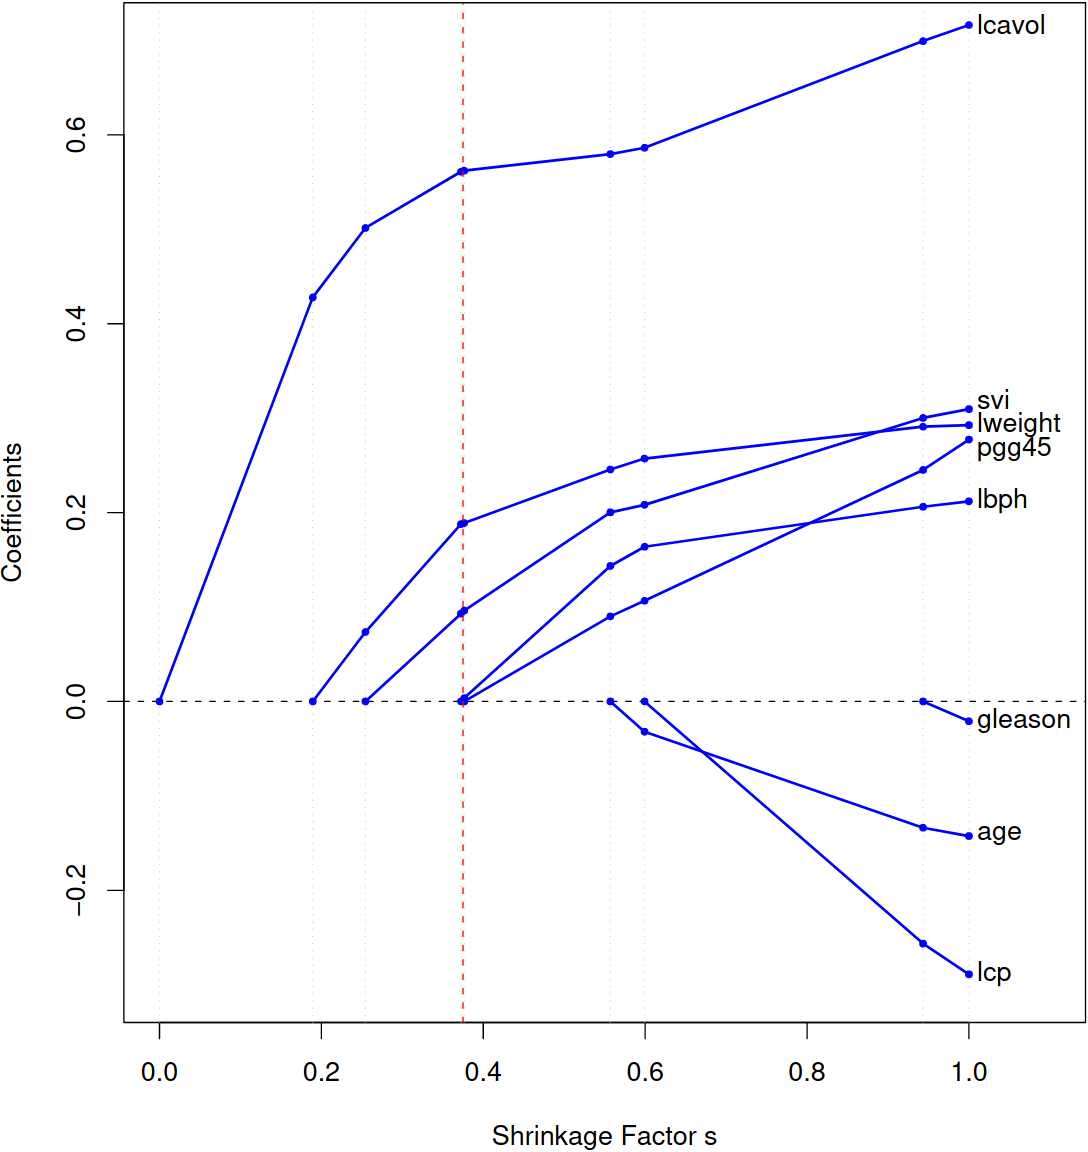 lcavol
0.6
0.4
svi
lweight
pgg45
0.2
lbph
Coefficients
0.0
gleason
age
−0.2
lcp
0.0 0.2 0.4 0.6 0.8 1.0
Shrinkage Factor s